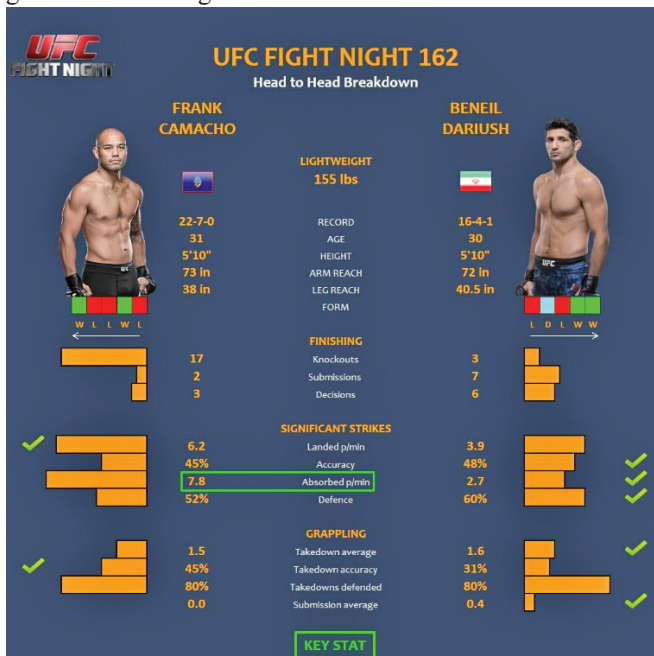 UFC
FIGHT NIGHT
UFC FIGHT NIGHT 162
Head to Head Breakdown
FRANK
CAMACHO
BENEIL
DARIUSH
LIGHTWEIGHT
155 lbs
22-7-0 RECORD 16-4-1
31 AGE 30
5'10" HEIGHT 5'10"
73 in ARM REACH 72 in
38 in LEG REACH 40.5 in
FORM
W L L W L
L D L W W
FINISHING
17 Knockouts 3
2 Submissions 7
3 Decisions 6
SIGNIFICANT STRIKES
6.2 Landed p/min 3.9
45% Accuracy 48%
7.8 Absorbed p/min 2.7
52% Defence 60%
GRAPPLING
1.5 Takedown average 1.6
45% Takedown accuracy 31%
80% Takedowns defended 80%
0.0 Submission average 0.4
KEY STAT